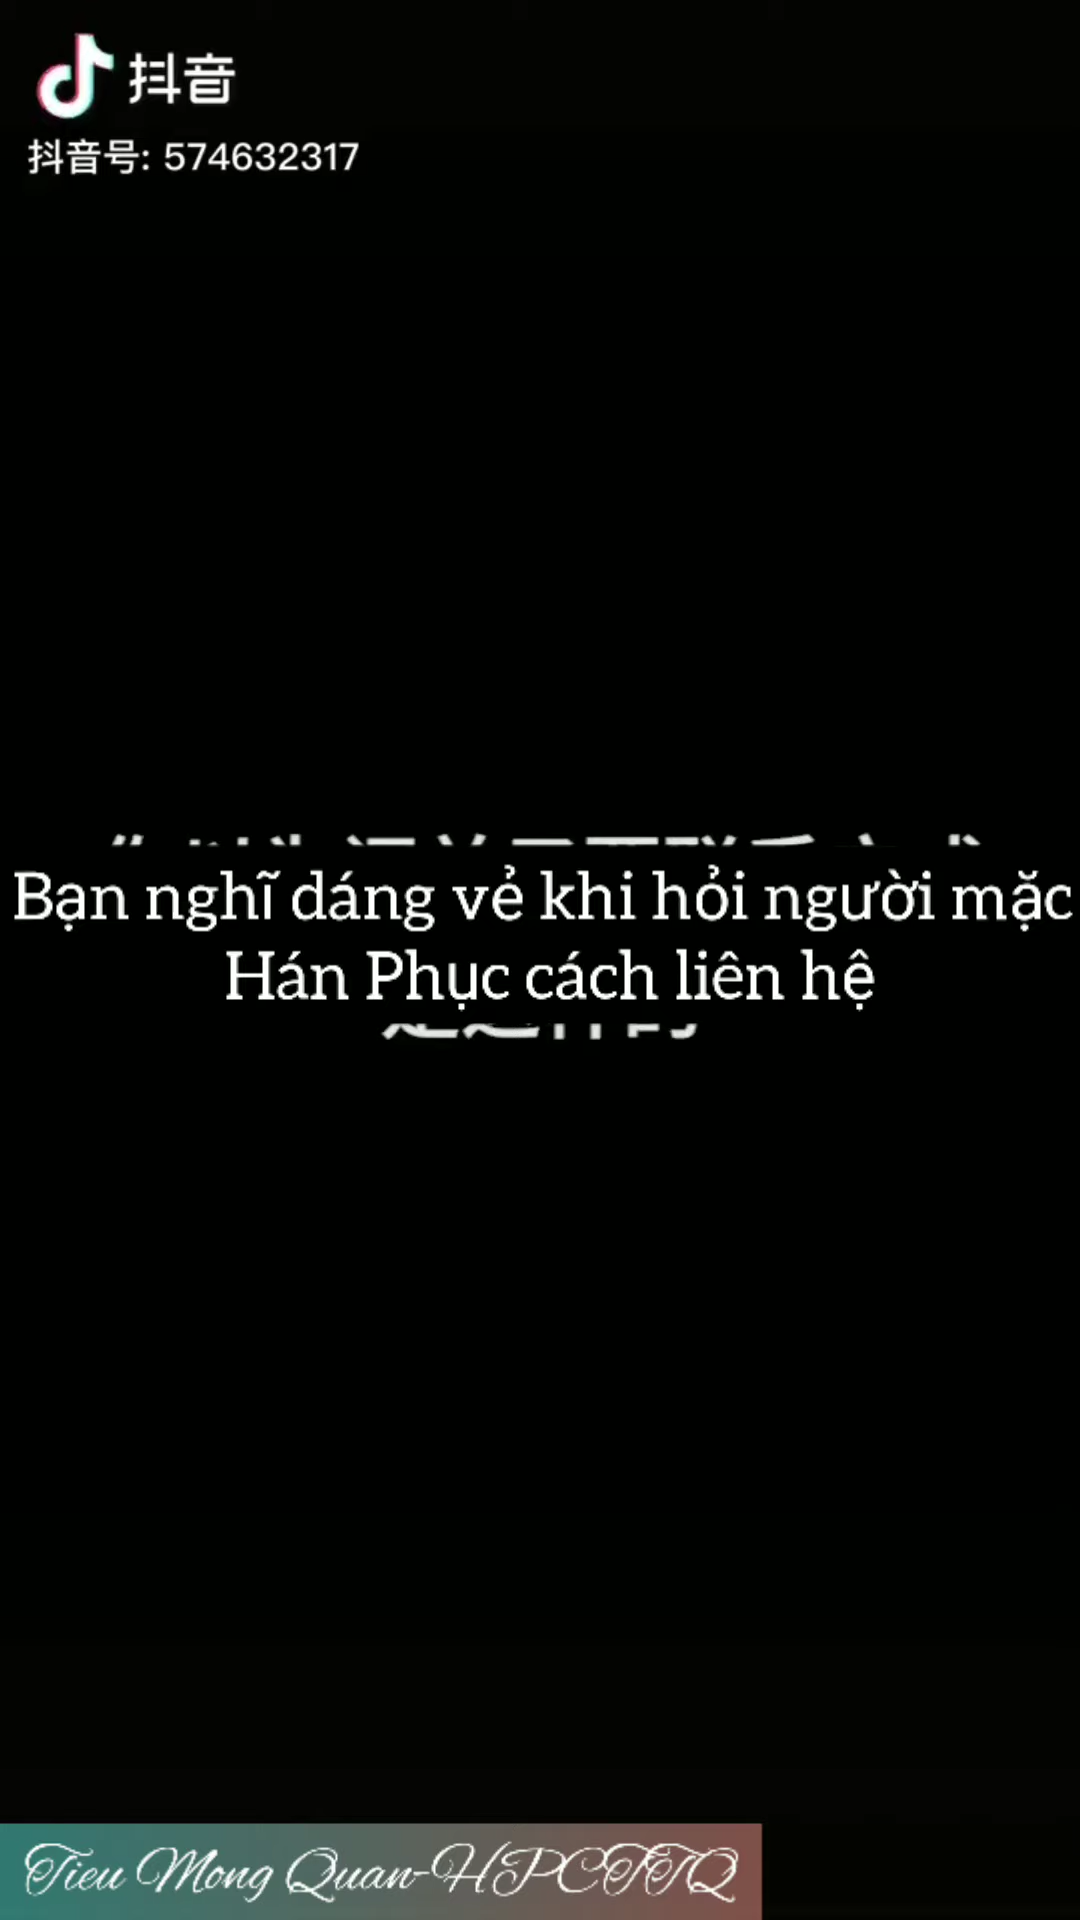 抖音
抖音号: 574632317
Bạn nghĩ dáng vẻ khi hỏi người mặc
Hán Phục cách liên hệ
Tieu Mong Quan-HPCTTQ